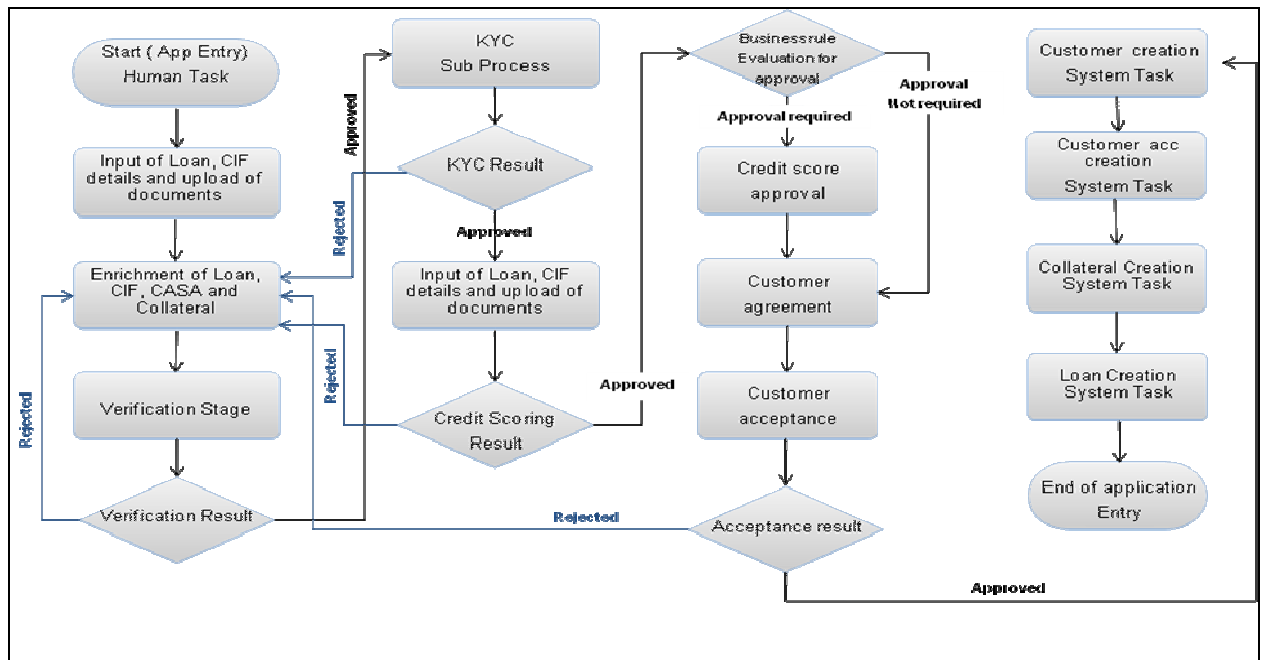 Start ( App Entry)
Human Task
Input of Loan, CIF
details and upload of
documents
Enrichment of Loan,
CIF, CASA and
Collateral
Rejected
Verification Stage
Verification Result
Approved
KYC
Sub Process
KYC Result
Rejected
Approved
Input of Loan, CIF
details and upload of
documents
Rejected
Credit Scoring
Result
Approved
Businessrule
Evaluation for
approval
Approval required
Approval
Not required
Credit score
approval
Customer
agreement
Customer
acceptance
Acceptance result
Rejected
Approved
Customer creation
System Task
Customer acc
creation
System Task
Collateral Creation
System Task
Loan Creation
System Task
End of application
Entry